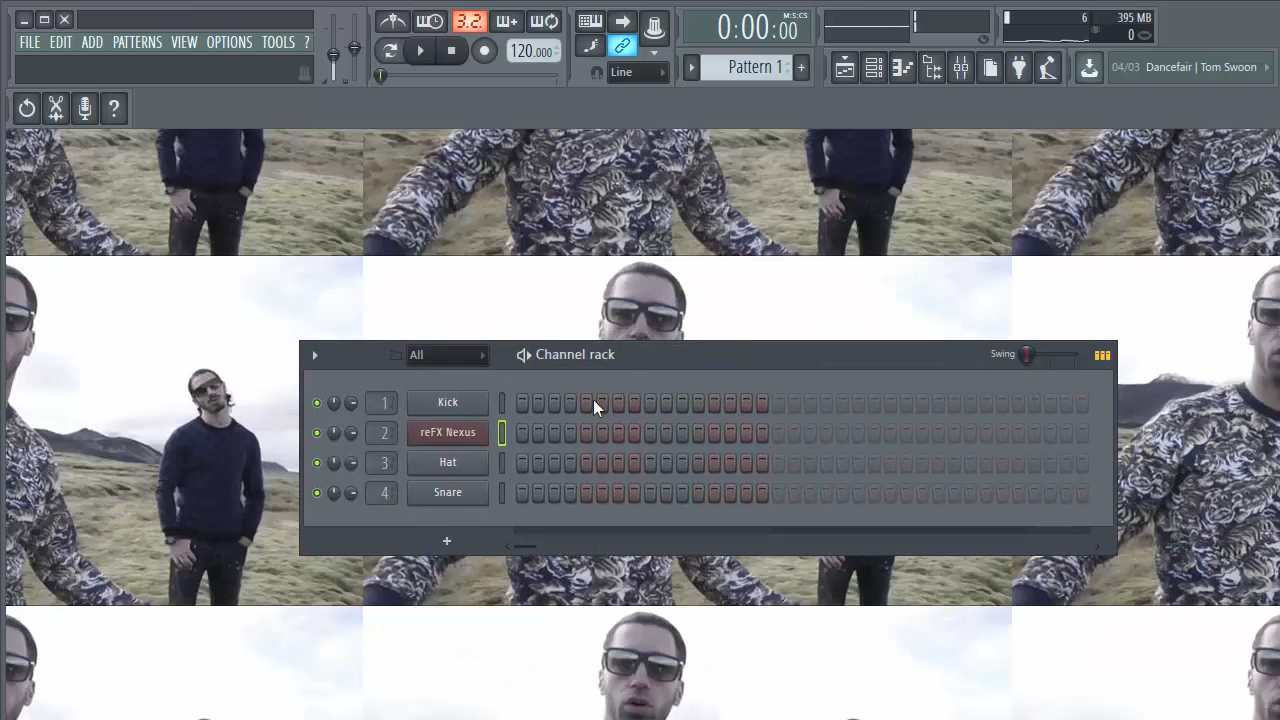 3.2.
120.000
0:00:00
M:S:CS
6
395 MB
0
FILE EDIT ADD PATTERNS VIEW OPTIONS TOOLS ?
Line
Pattern 1
+
04/03 Dancefair | Tom Swoon
?
All
Channel rack
Swing
1 Kick
2 reFX Nexus
3 Hat
4 Snare
+